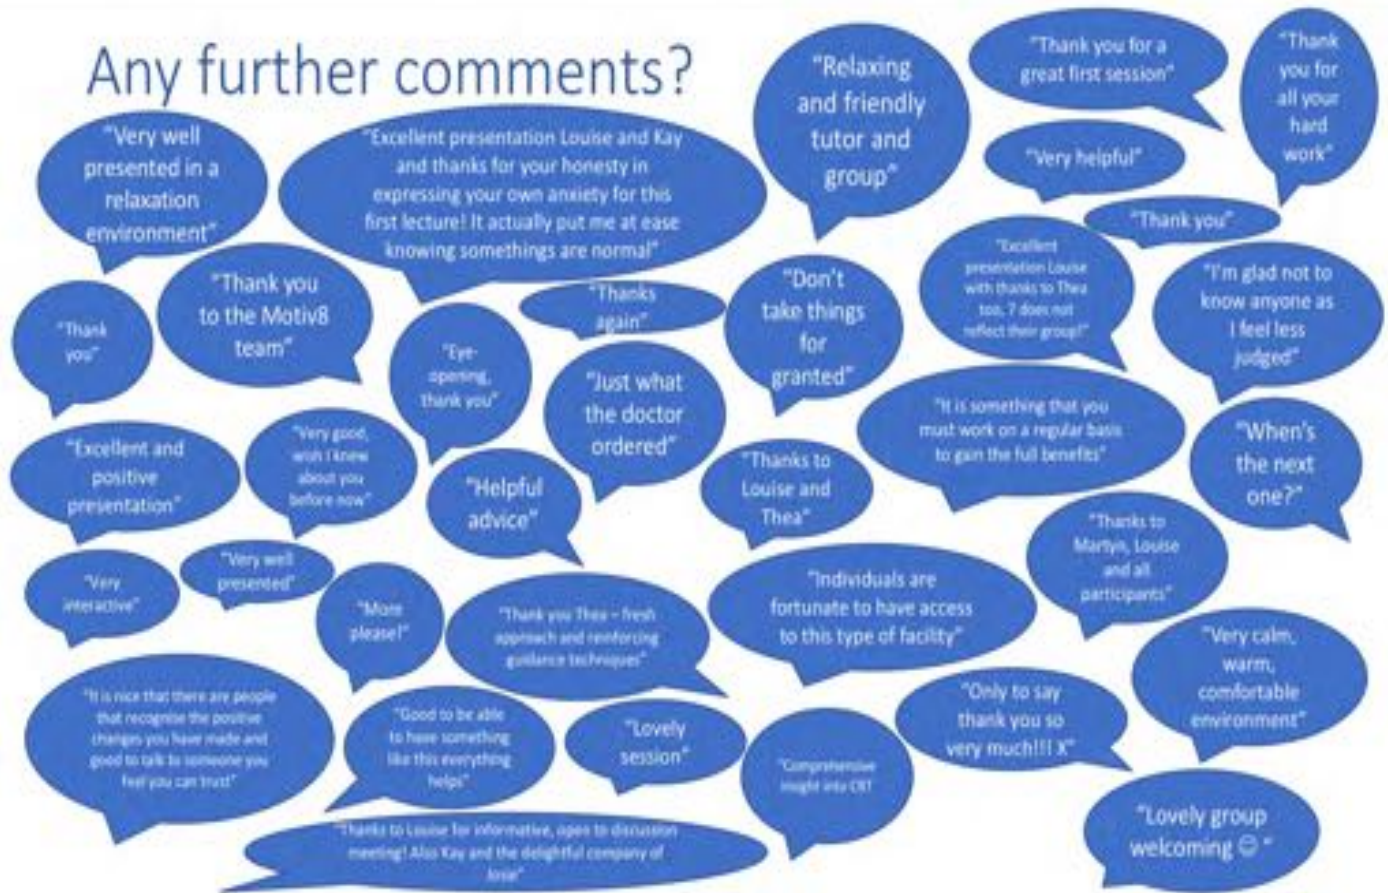 Any further comments?
"Very well
presented in a
relaxation
environment"
"Excellent presentation Louise and Kay
and thanks for your honesty in
expressing your own anxiety for this
first lecture! It actually put me at ease
knowing somethings are normal"
"Relaxing
and friendly
tutor and
group"
"Thank you for a
great first session"
"Thank
you for
all your
hard
work"
"Very helpful"
"Thank you"
"Thank
you"
"Thank you
to the Motiv8
team"
"Eye-
opening,
thank you"
"Thanks
again"
"Just what
the doctor
ordered"
"Don't
take things
for
granted"
"Excellent
presentation Louise
with thanks to Thea
too, 7 does not
reflect their group!"
"I'm glad not to
know anyone as
I feel less
judged"
"Excellent and
positive
presentation"
"Very good,
wish I knew
about you
before now"
"Helpful
advice"
"Thanks to
Louise and
Thea"
"It is something that you
must work on a regular basis
to gain the full benefits"
"When's
the next
one?"
"Very
interactive"
"Very well
presented"
"More
please!"
"Thank you Thea – fresh
approach and reinforcing
guidance techniques"
"Individuals are
fortunate to have access
to this type of facility"
"Thanks to
Martyn, Louise
and all
participants"
"Very calm,
warm,
comfortable
environment"
"It is nice that there are people
that recognise the positive
changes you have made and
good to talk to someone you
feel you can trust"
"Good to be able
to have something
like this everything
helps"
"Lovely
session"
"Comprehensive
insight into CBT
"Only to say
thank you so
very much!!! X"
"Lovely group
welcoming ☺ "
"Thanks to Louise for informative, open to discussion
meeting! Also Kay and the delightful company of
Josie"